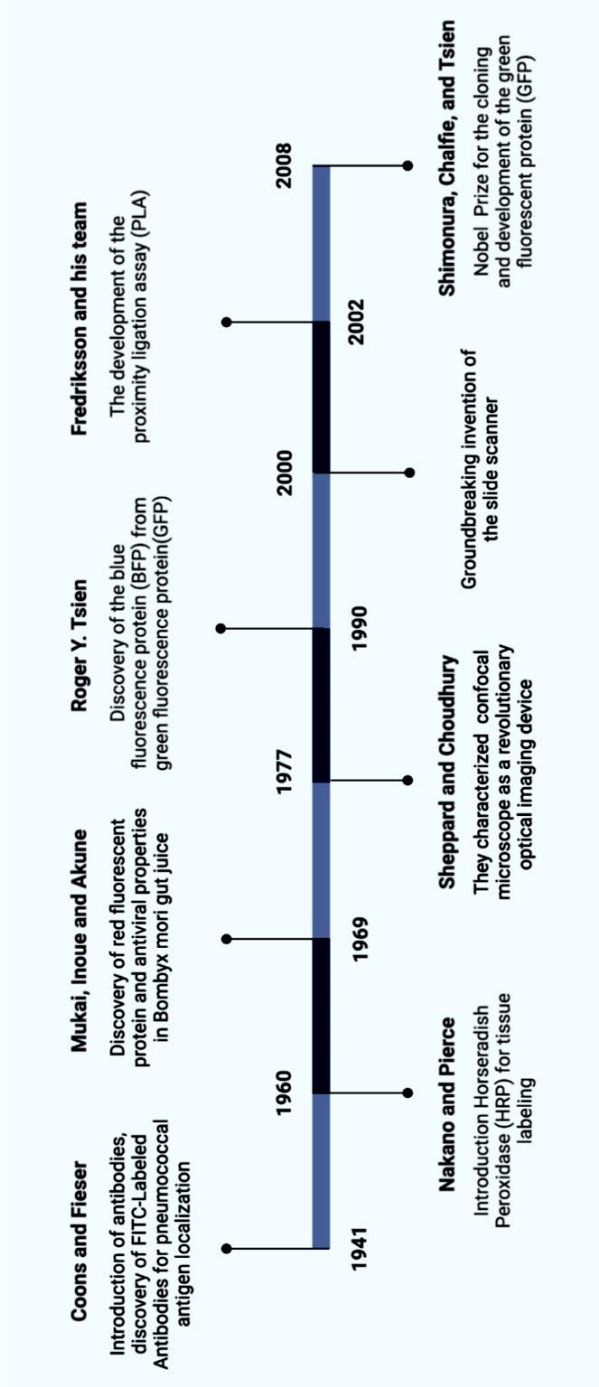 Coons and Fieser
Introduction of antibodies,
discovery of FITC-Labeled
Antibodies for pneumococcal
antigen localization
1941
1960
Nakano and Pierce
Introduction Horseradish
Peroxidase (HRP) for tissue
labeling
Mukai, Inoue and Akune
Discovery of red fluorescent
protein and antiviral properties
in Bombyx mori gut juice
1969
1977
Sheppard and Choudhury
They characterized confocal
microscope as a revolutionary
optical imaging device
Roger Y. Tsien
Discovery of the blue
fluorescence protein (BFP) from
green fluorescence protein(GFP)
1990
2000
Groundbreaking invention of
the slide scanner
Fredriksson and his team
The development of the
proximity ligation assay (PLA)
2002
2008
Shimonura, Chalfie, and Tsien
Nobel Prize for the cloning
and development of the green
fluorescent protein (GFP)